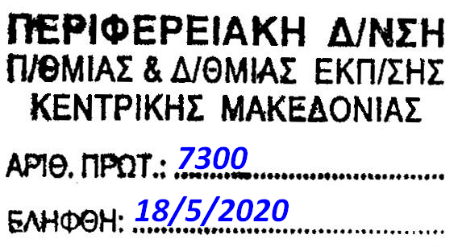 ΠΕΡΙΦΕΡΕΙΑΚΗ Δ/ΝΣΗ
Π/ΘΜΙΑΣ & Δ/ΘΜΙΑΣ ΕΚΠ/ΣΗΣ
ΚΕΝΤΡΙΚΗΣ ΜΑΚΕΔΟΝΙΑΣ
ΑΡΙΘ. ΠΡΩΤ.: 7300
ΕΛΗΦΘΗ: 18/5/2020